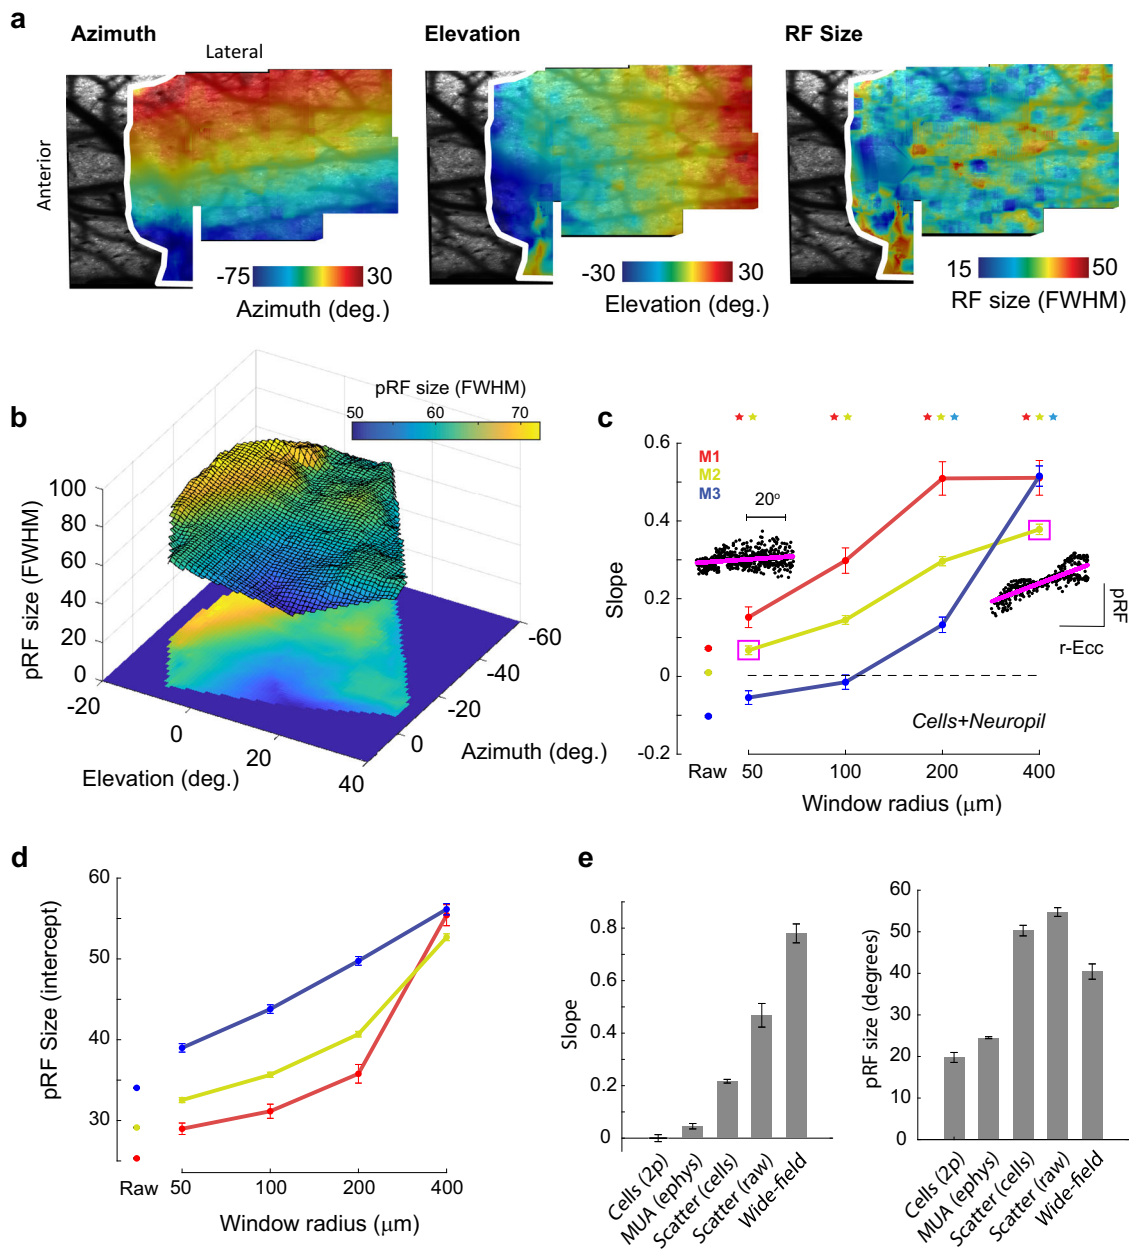 a
Azimuth
Elevation
RF Size
Lateral
Anterior
-75 30
Azimuth (deg.)
-30 30
Elevation (deg.)
15 50
RF size (FWHM)
b
pRF size (FWHM)
50 60 70
100
80
60
40
20
0
pRF size (FWHM)
-20
0
20
40
Elevation (deg.)
-60
-40
-20
0
Azimuth (deg.)
c
M1
M2
M3
0.6
0.4
0.2
0
-0.2
Slope
20o
pRF
r-Ecc
Cells+Neuropil
Raw 50 100 200 400
Window radius (μm)
d
60
50
40
30
pRF Size (intercept)
Raw 50 100 200 400
Window radius (μm)
e
0.8
0.6
0.4
0.2
0
Slope
Cells (2p)
MUA (ephys)
Scatter (cells)
Scatter (raw)
Wide-field
60
50
40
30
20
10
0
pRF size (degrees)
Cells (2p)
MUA (ephys)
Scatter (cells)
Scatter (raw)
Wide-field